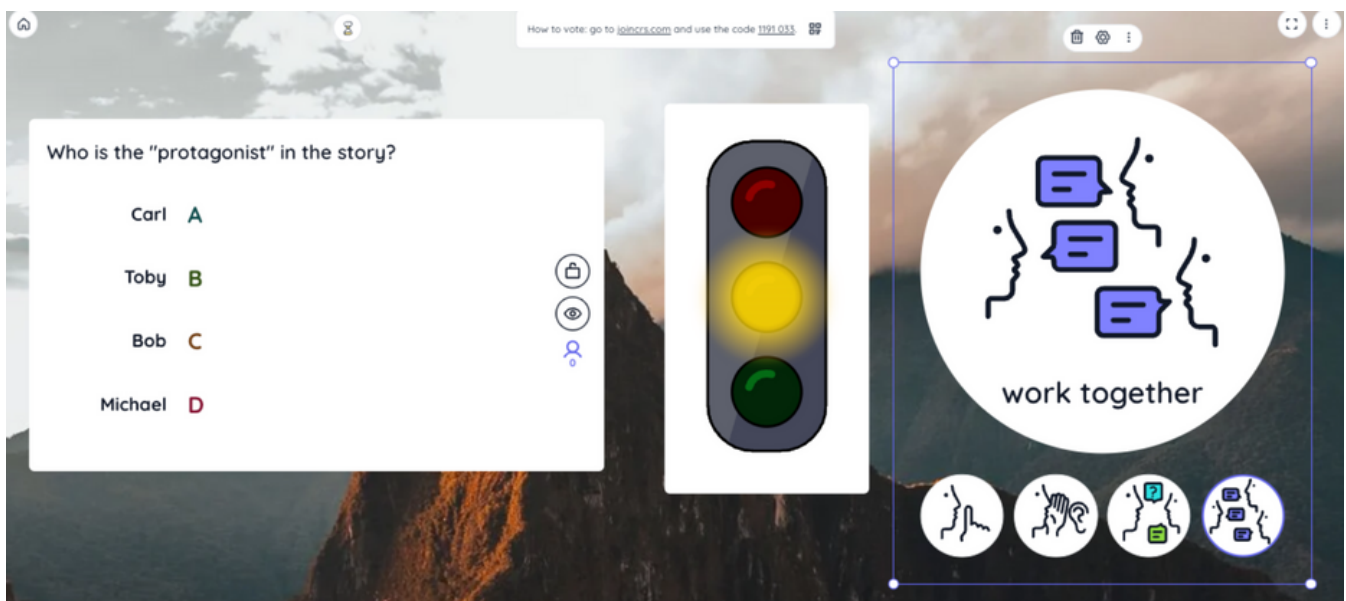 How to vote: go to joincrs.com and use the code 1191 033.
Who is the "protagonist" in the story?
Carl A
Toby B
Bob C
Michael D
0
work together
?